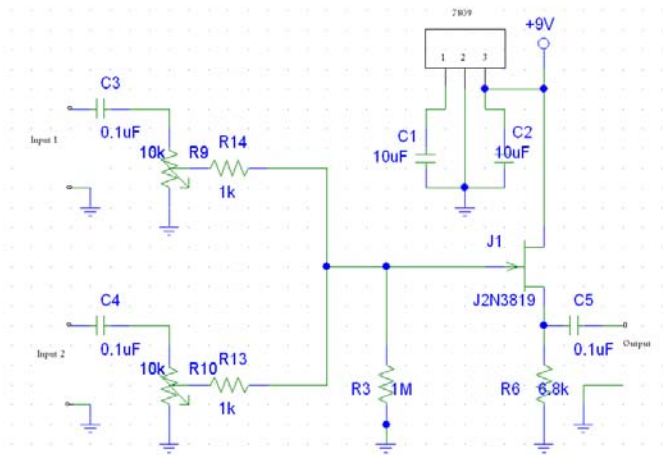 7809
+9V
1 2 3
C3
0.1uF
Input 1
10k
R9
R14
1k
C1
10uF
C2
10uF
J1
J2N3819
C4
0.1uF
Input 2
10k
R10
R13
1k
C5
0.1uF
Output
R3
1M
R6
6.8k